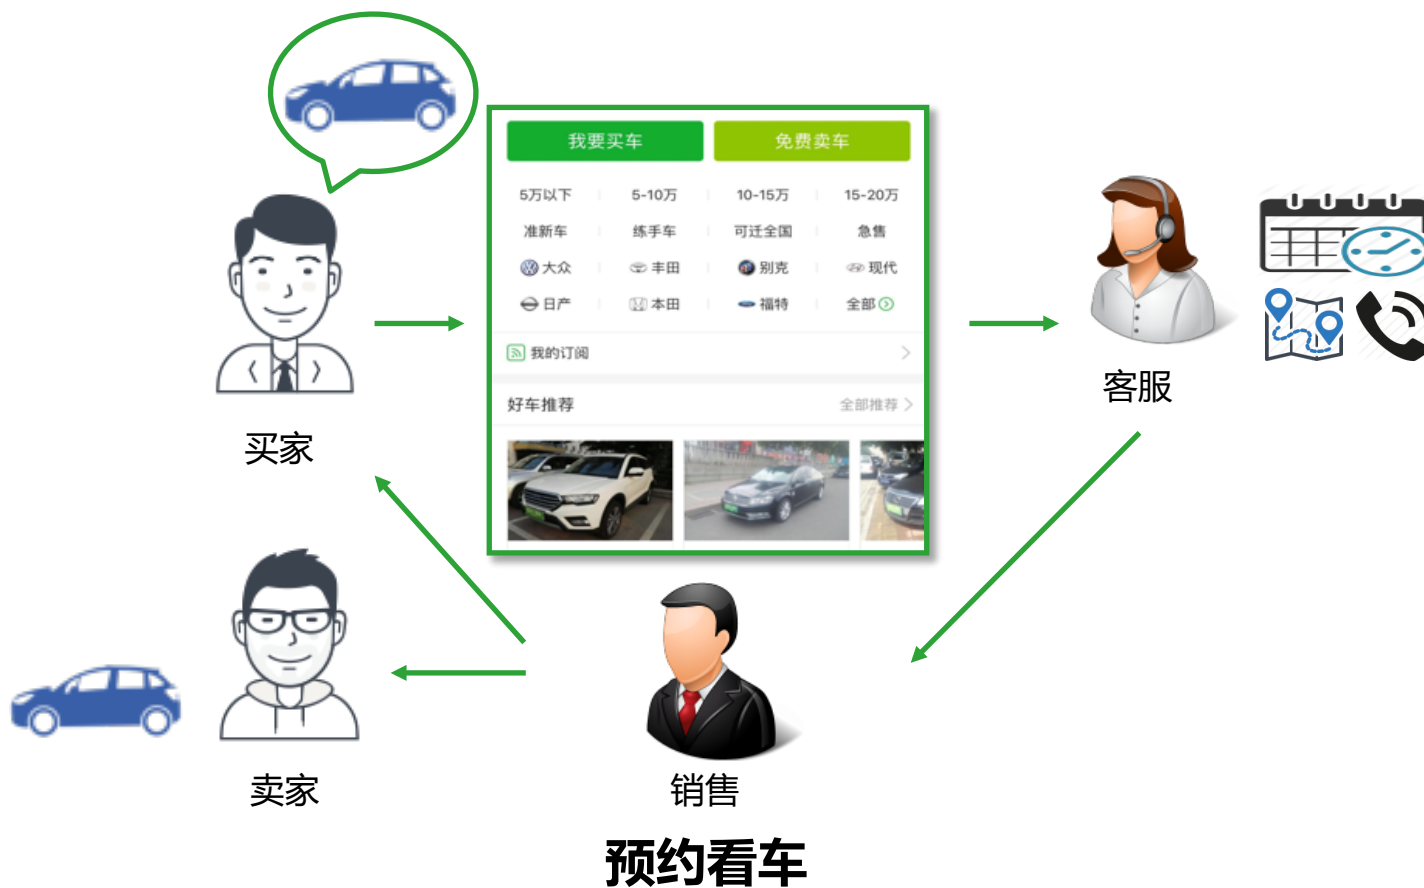 我要买车 免费卖车
5万以下 5-10万 10-15万 15-20万
准新车 练手车 可迁全国 急售
大众 丰田 别克 现代
日产 本田 福特 全部
我的订阅
好车推荐 全部推荐
客服
买家
卖家
销售
预约看车